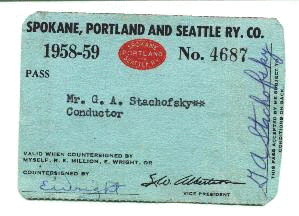 SPOKANE, PORTLAND AND SEATTLE RY. CO.
1958-59
SPOKANE
PORTLAND
SEATTLE RY.
No. 4687
PASS
Mr. G. A. Stachofsky**
Conductor
VALID WHEN COUNTERSIGNED BY
MYSELF, R. E. MILLION, E. WRIGHT, OR
COUNTERSIGNED BY
E. Wright
VICE PRESIDENT
G A Stachofsky
THIS PASS ACCEPTED BY ME SUBJECT TO
CONDITIONS ON BACK.